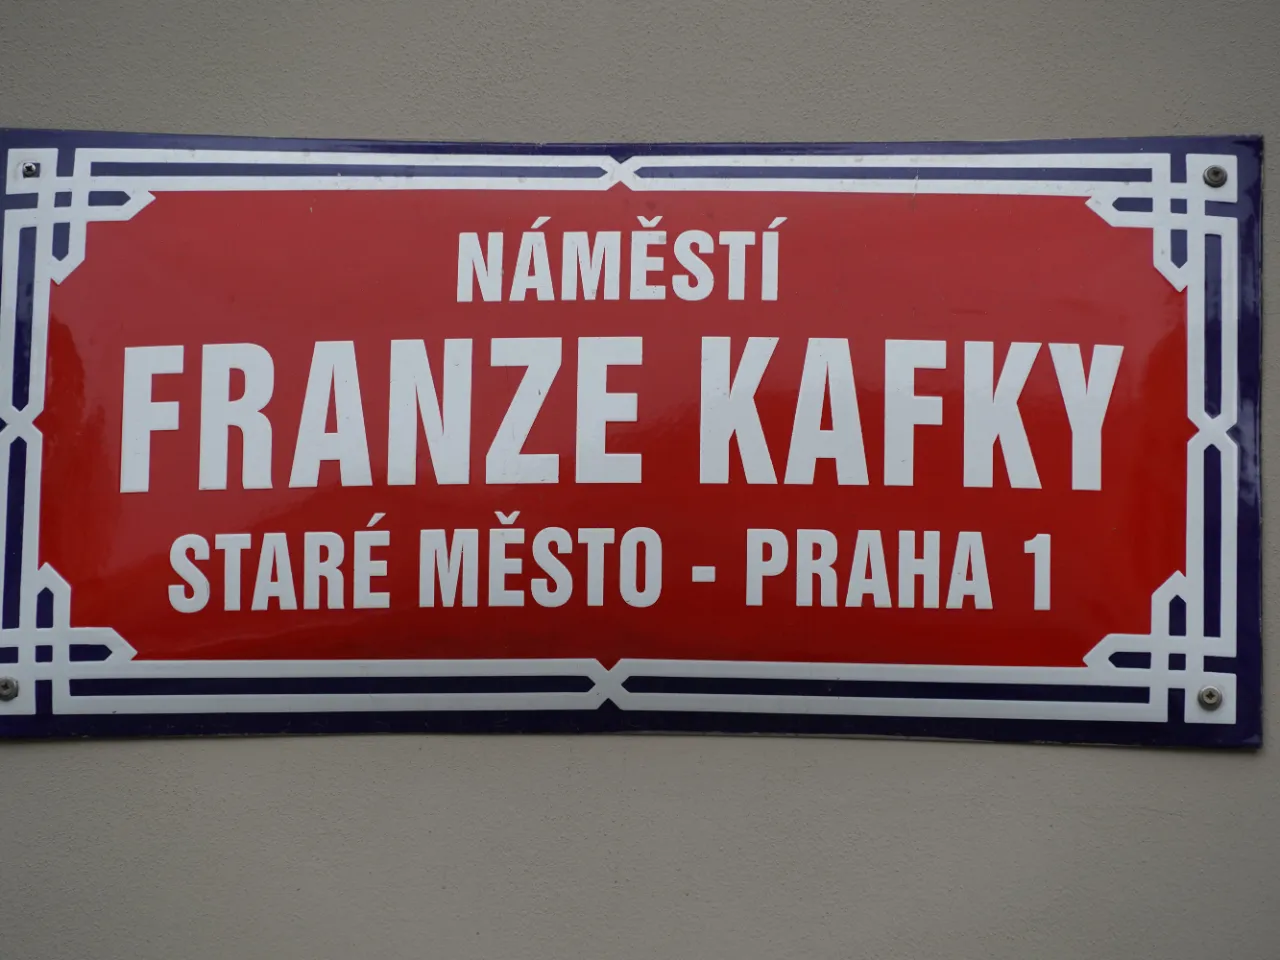 NÁMĚSTÍ
FRANZE KAFKY
STARÉ MĚSTO - PRAHA 1